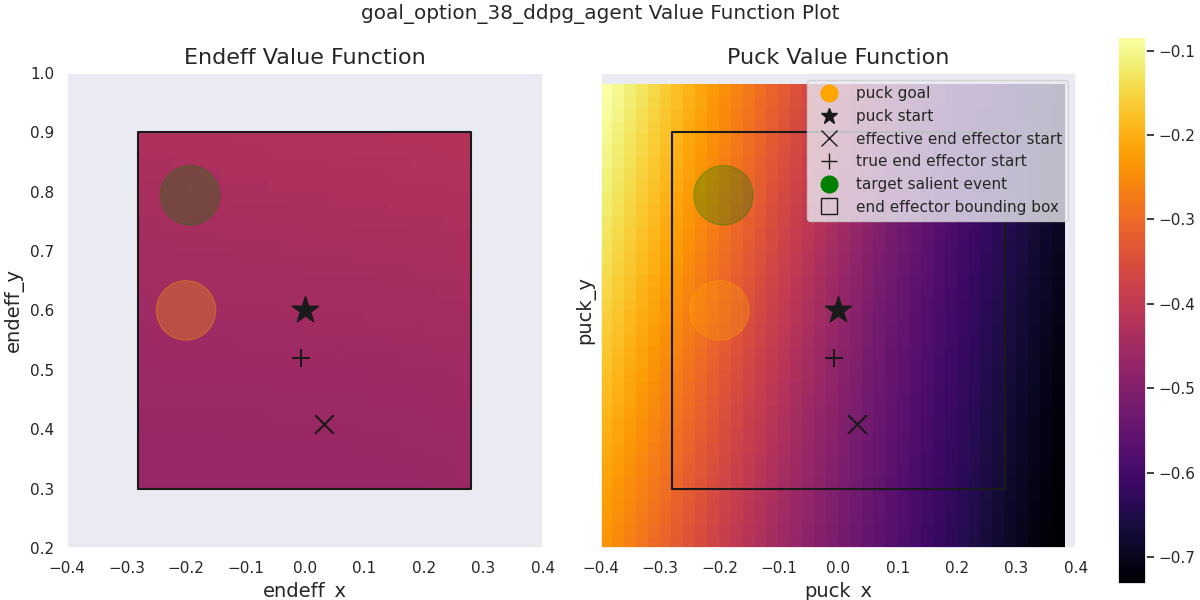 goal_option_38_ddpg_agent Value Function Plot
Endeff Value Function
1.0
0.9
0.8
0.7
0.6
0.5
0.4
0.3
0.2
endeff_y
−0.4 −0.3 −0.2 −0.1 0.0 0.1 0.2 0.3 0.4
endeff_x
Puck Value Function
puck goal
puck start
effective end effector start
true end effector start
target salient event
end effector bounding box
puck_y
−0.4 −0.3 −0.2 −0.1 0.0 0.1 0.2 0.3 0.4
puck_x
−0.1
−0.2
−0.3
−0.4
−0.5
−0.6
−0.7